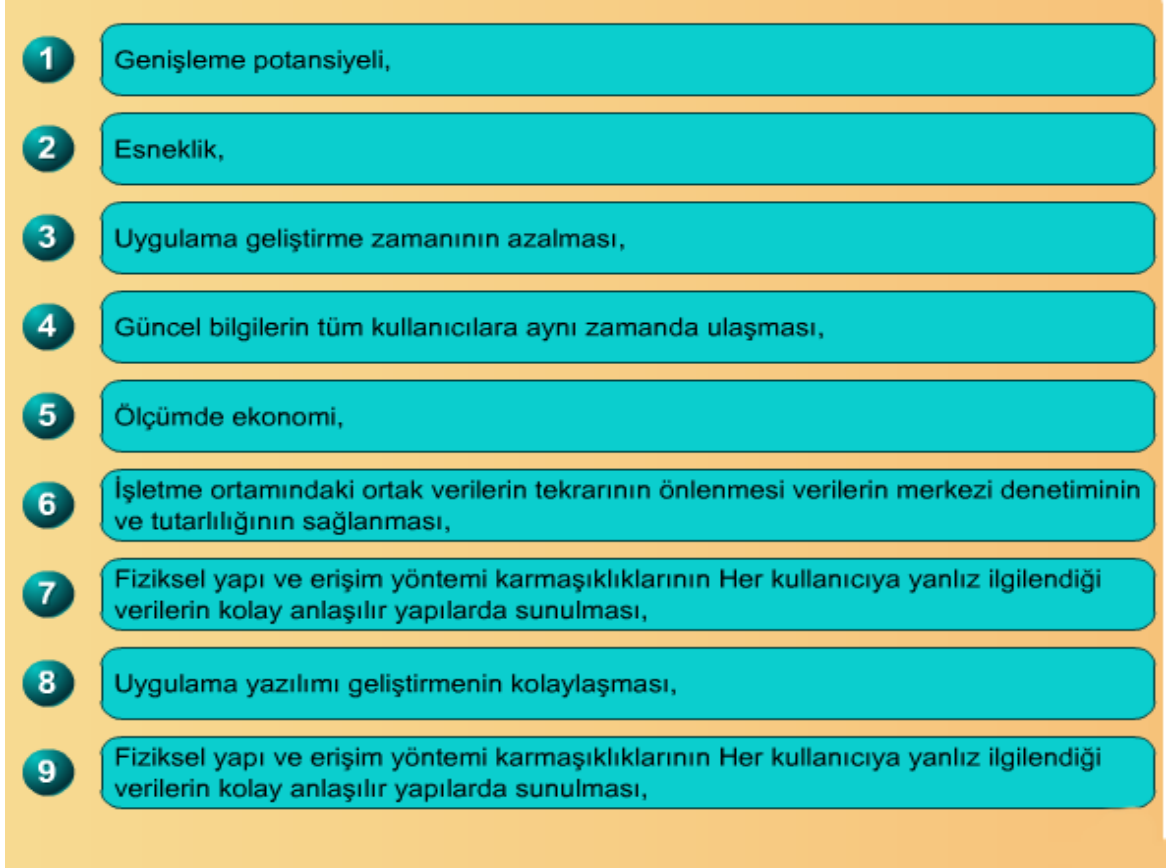 1
Genişleme potansiyeli,
2
Esneklik,
3
Uygulama geliştirme zamanının azalması,
4
Güncel bilgilerin tüm kullanıcılara aynı zamanda ulaşması,
5
Ölçümde ekonomi,
6
İşletme ortamındaki ortak verilerin tekrarının önlenmesi verilerin merkezi denetiminin
ve tutarlılığının sağlanması,
7
Fiziksel yapı ve erişim yöntemi karmaşıklıklarının Her kullanıcıya yanlız ilgilendiği
verilerin kolay anlaşılır yapılarda sunulması,
8
Uygulama yazılımı geliştirmenin kolaylaşması,
9
Fiziksel yapı ve erişim yöntemi karmaşıklıklarının Her kullanıcıya yanlız ilgilendiği
verilerin kolay anlaşılır yapılarda sunulması,